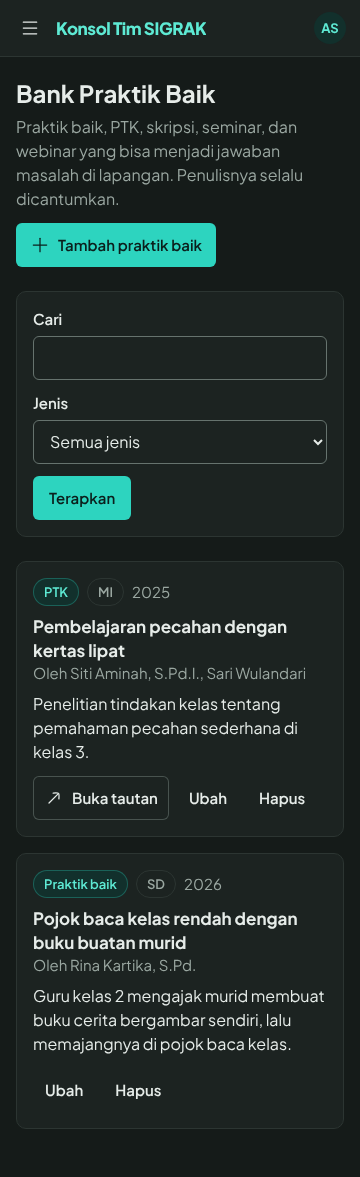 Konsol Tim SIGRAK
AS
Bank Praktik Baik
Praktik baik, PTK, skripsi, seminar, dan
webinar yang bisa menjadi jawaban
masalah di lapangan. Penulisnya selalu
dicantumkan.
Tambah praktik baik
Cari
Jenis
Semua jenis
Terapkan
PTK MI 2025
Pembelajaran pecahan dengan
kertas lipat
Oleh Siti Aminah, S.Pd.I., Sari Wulandari
Penelitian tindakan kelas tentang
pemahaman pecahan sederhana di
kelas 3.
Buka tautan Ubah Hapus
Praktik baik SD 2026
Pojok baca kelas rendah dengan
buku buatan murid
Oleh Rina Kartika, S.Pd.
Guru kelas 2 mengajak murid membuat
buku cerita bergambar sendiri, lalu
memajangnya di pojok baca kelas.
Ubah Hapus